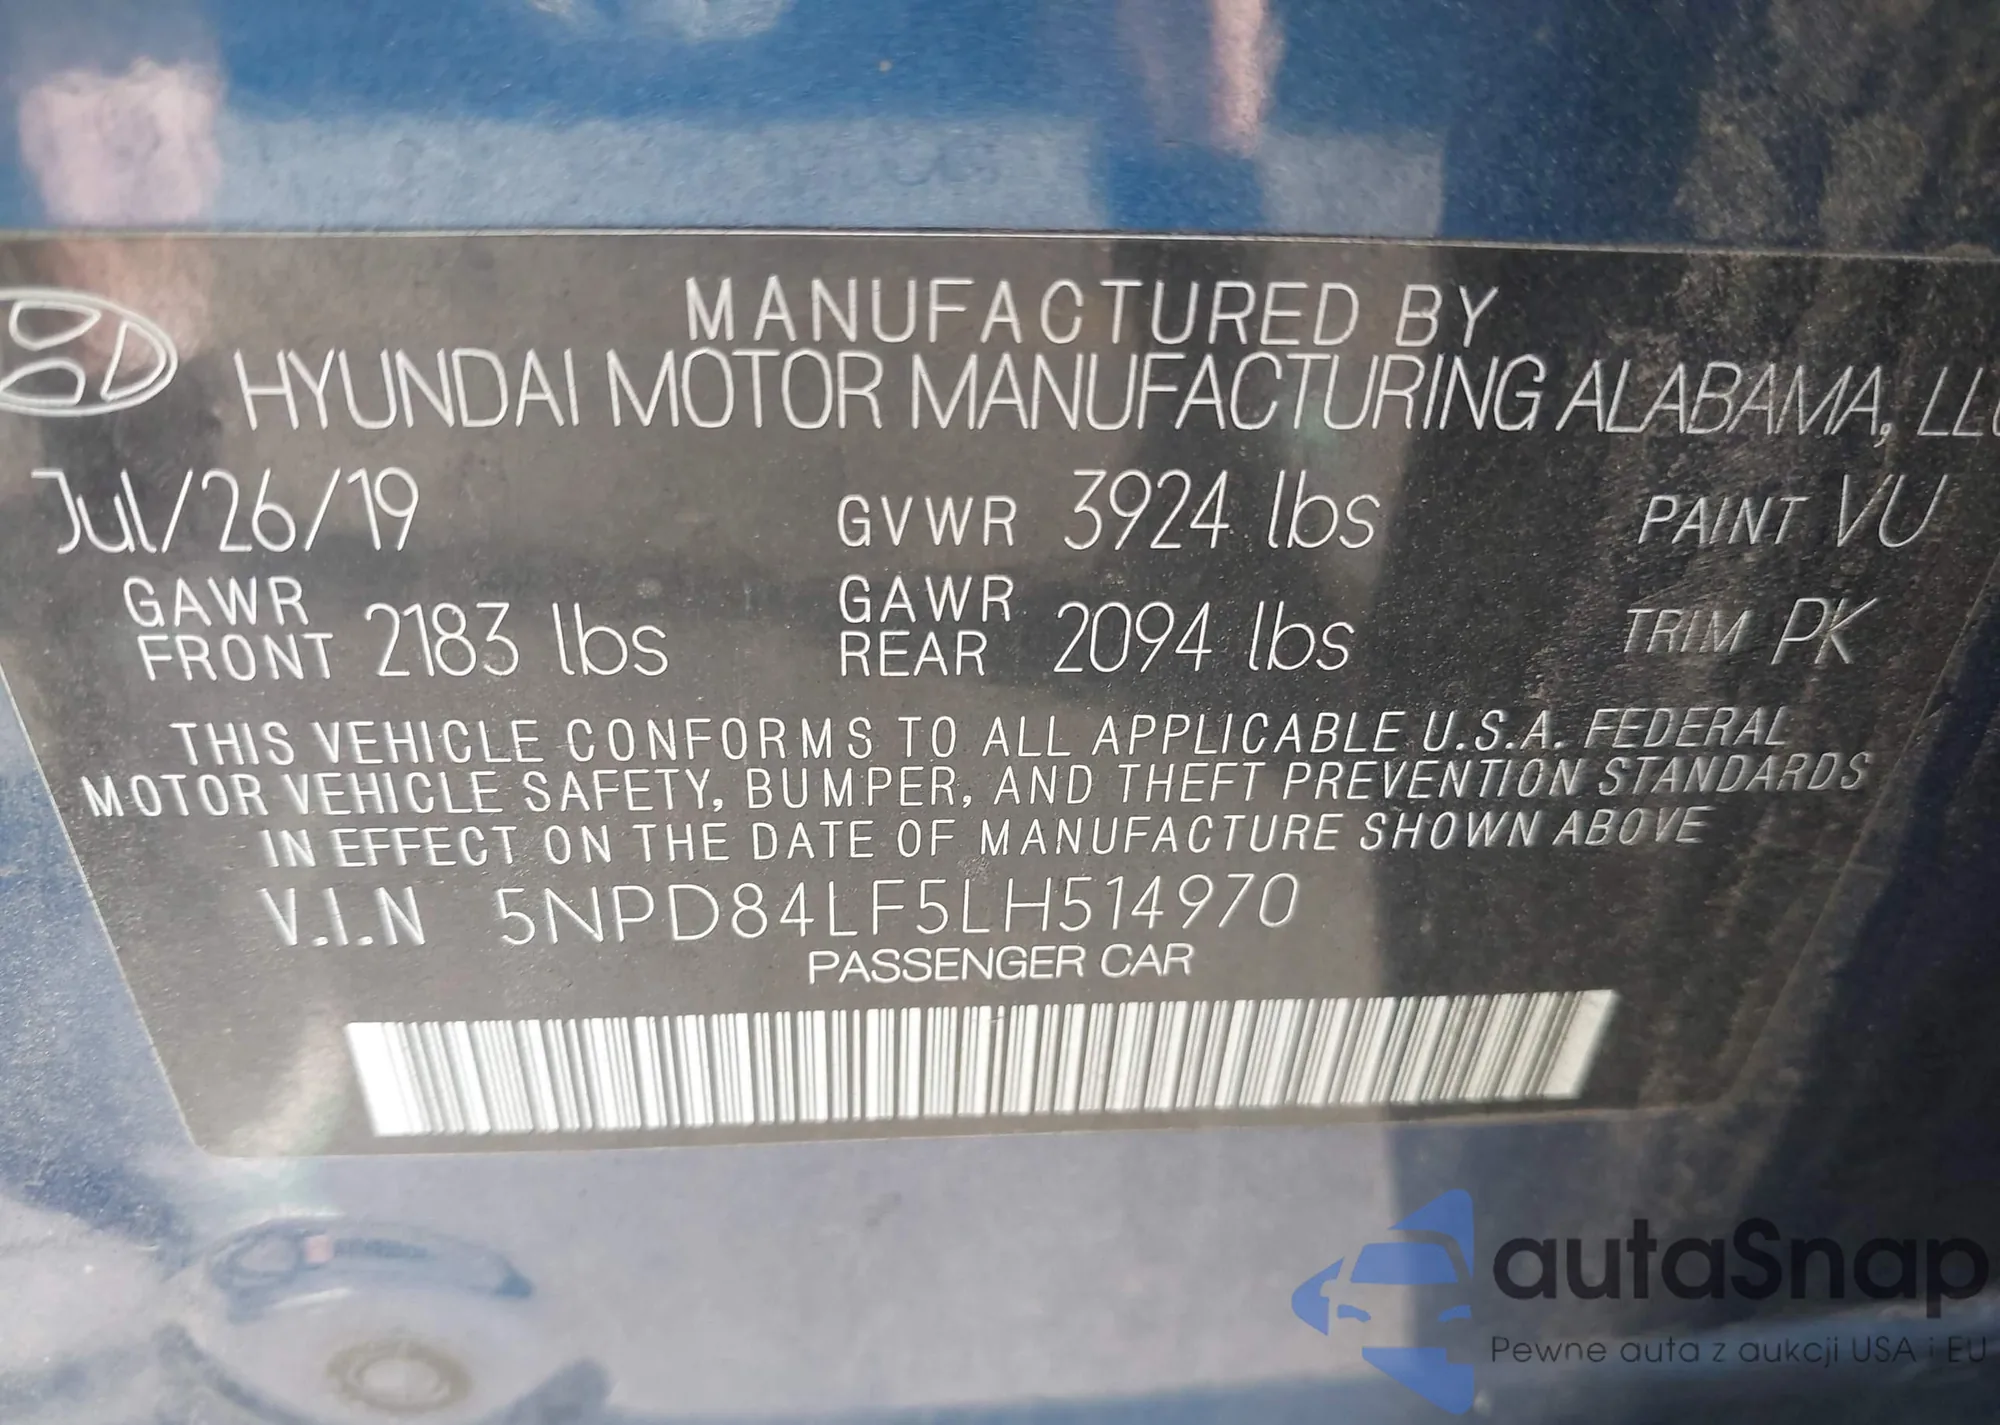 MANUFACTURED BY
HYUNDAI MOTOR MANUFACTURING ALABAMA, LLC
Jul/26/19 GVWR 3924 lbs PAINT VU
GAWR FRONT 2183 lbs GAWR REAR 2094 lbs TRIM PK
THIS VEHICLE CONFORMS TO ALL APPLICABLE U.S.A. FEDERAL
MOTOR VEHICLE SAFETY, BUMPER, AND THEFT PREVENTION STANDARDS
IN EFFECT ON THE DATE OF MANUFACTURE SHOWN ABOVE
V.I.N 5NPD84LF5LH514970
PASSENGER CAR
autaSnap
Pewne auta z aukcji USA i EU